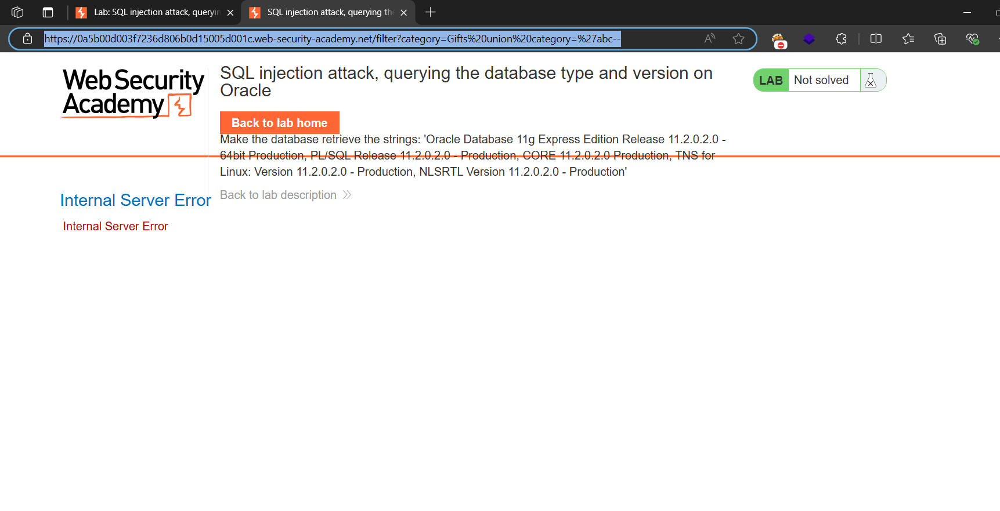 Lab: SQL injection attack, queryin
SQL injection attack, querying the
https://0a5b00d003f7236d806b0d15005d001c.web-security-academy.net/filter?category=Gifts%20union%20category=%27abc--
Web Security
Academy
SQL injection attack, querying the database type and version on
Oracle
LAB Not solved
Back to lab home
Make the database retrieve the strings: 'Oracle Database 11g Express Edition Release 11.2.0.2.0 -
64bit Production, PL/SQL Release 11.2.0.2.0 - Production, CORE 11.2.0.2.0 Production, TNS for
Linux: Version 11.2.0.2.0 - Production, NLSRTL Version 11.2.0.2.0 - Production'
Back to lab description
Internal Server Error
Internal Server Error